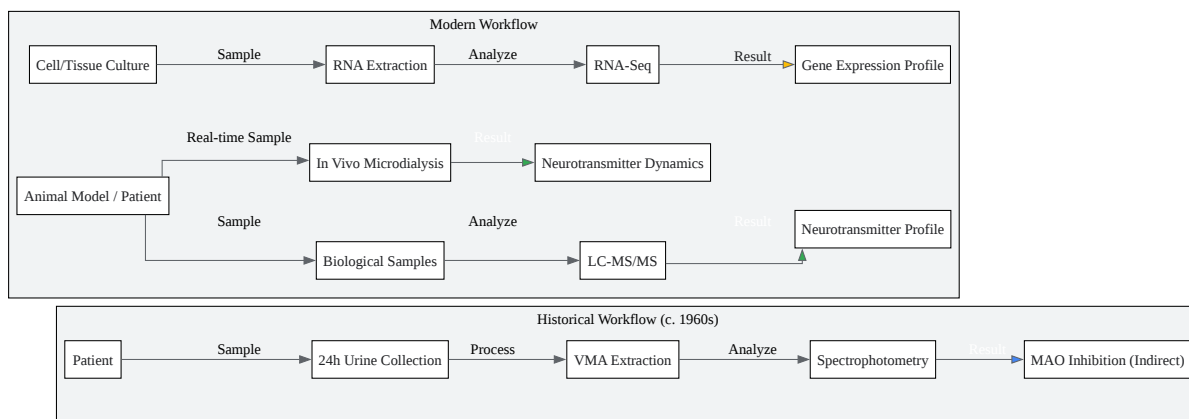 Modern Workflow
Sample
Analyze
Result
Cell/Tissue Culture
RNA Extraction
RNA-Seq
Gene Expression Profile
Real-time Sample
Result
In Vivo Microdialysis
Neurotransmitter Dynamics
Animal Model / Patient
Sample
Analyze
Result
Neurotransmitter Profile
Biological Samples
LC-MS/MS
Historical Workflow (c. 1960s)
Sample
Process
Analyze
Result
Patient
24h Urine Collection
VMA Extraction
Spectrophotometry
MAO Inhibition (Indirect)